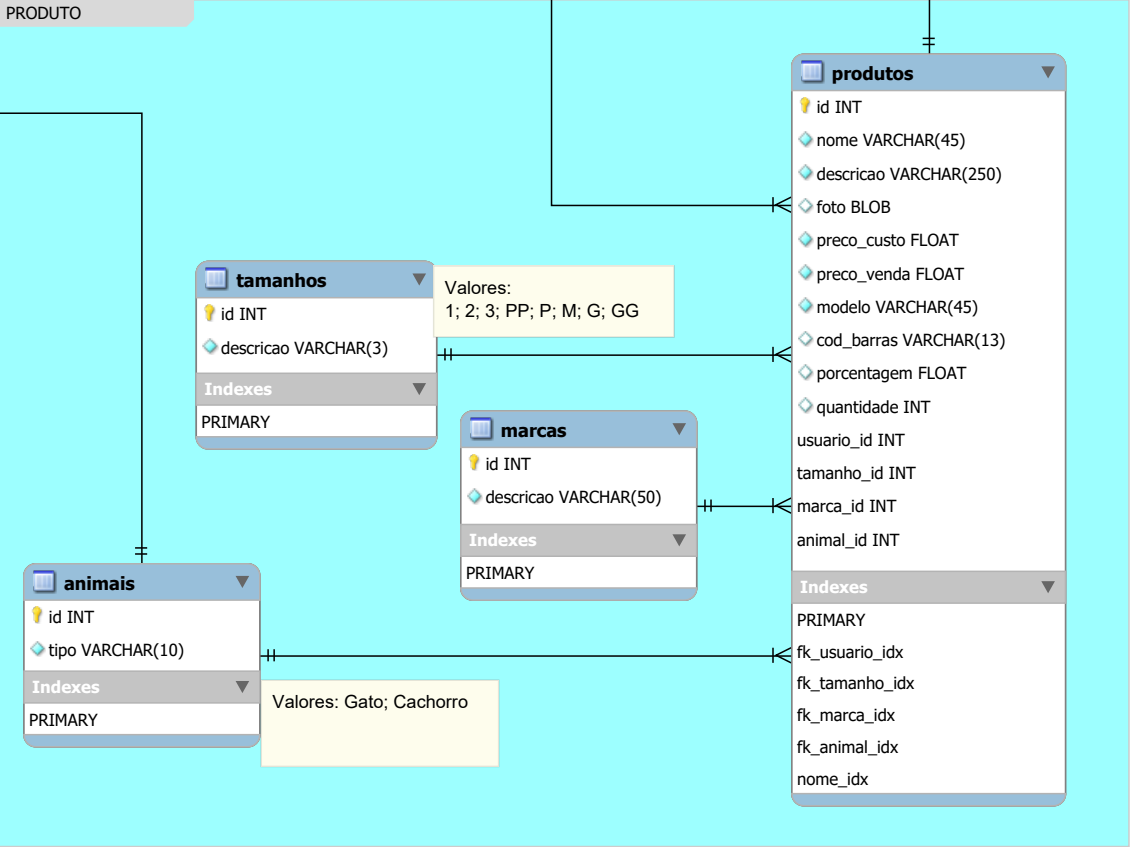 PRODUTO
produtos
id INT
nome VARCHAR(45)
descricao VARCHAR(250)
foto BLOB
preco_custo FLOAT
preco_venda FLOAT
modelo VARCHAR(45)
cod_barras VARCHAR(13)
porcentagem FLOAT
quantidade INT
usuario_id INT
tamanho_id INT
marca_id INT
animal_id INT
Indexes
PRIMARY
fk_usuario_idx
fk_tamanho_idx
fk_marca_idx
fk_animal_idx
nome_idx
tamanhos
id INT
descricao VARCHAR(3)
Indexes
PRIMARY
Valores:
1; 2; 3; PP; P; M; G; GG
marcas
id INT
descricao VARCHAR(50)
Indexes
PRIMARY
animais
id INT
tipo VARCHAR(10)
Indexes
PRIMARY
Valores: Gato; Cachorro